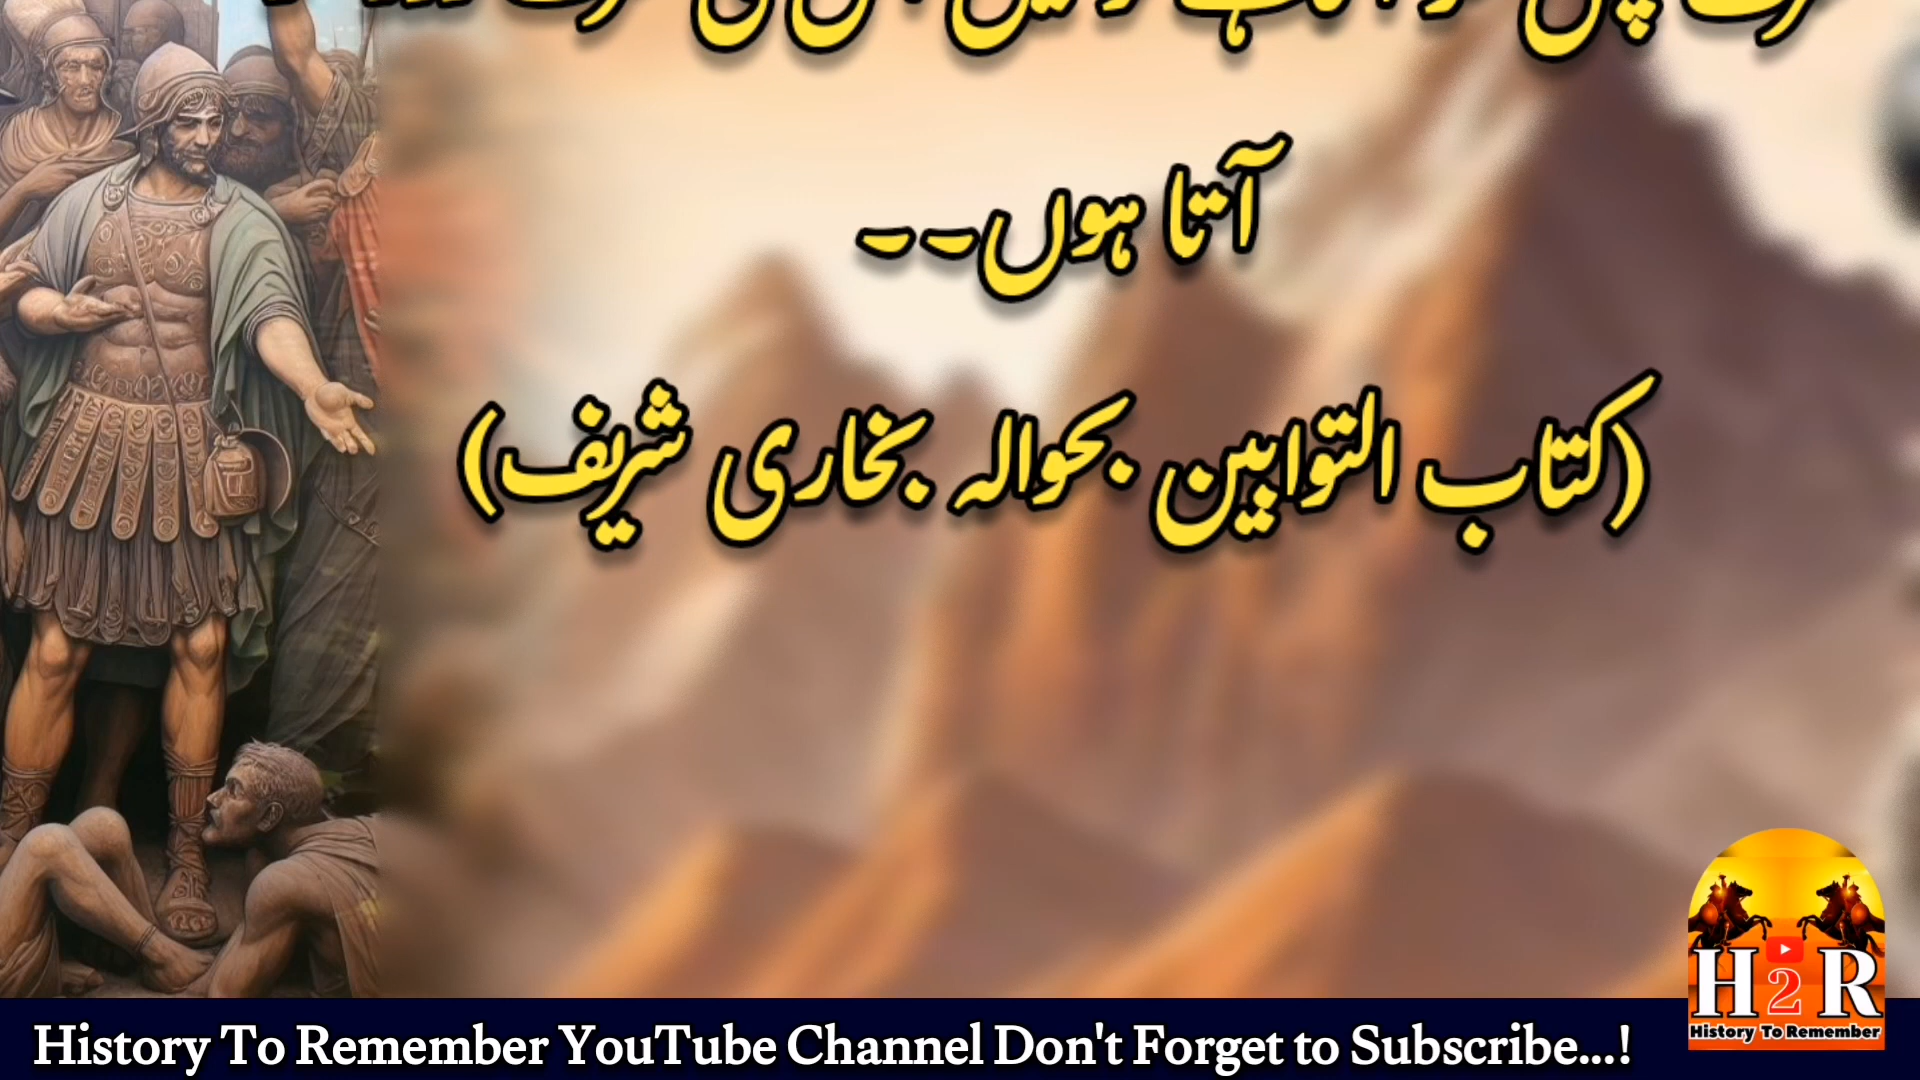 آتا ہوں۔۔
(کتاب التوابین بحوالہ بخاری شریف)
H2R
History To Remember
History To Remember YouTube Channel Don't Forget to Subscribe...!